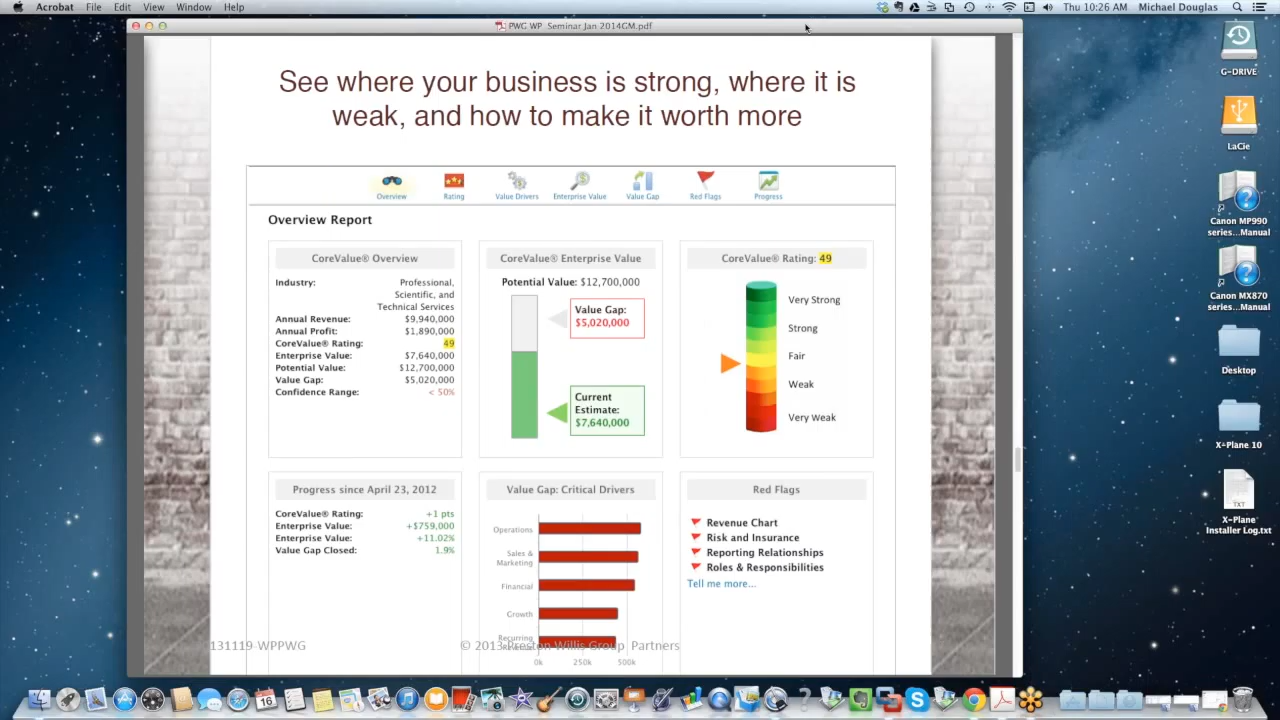 Acrobat File Edit View Window Help
Thu 10:26 AM Michael Douglas
PWG WP Seminar Jan 2014GM.pdf
See where your business is strong, where it is
weak, and how to make it worth more
Overview Rating Value Drivers Enterprise Value Value Gap Red Flags Progress
Overview Report
CoreValue® Overview
Industry: Professional,
Scientific, and
Technical Services
Annual Revenue: $9,940,000
Annual Profit: $1,890,000
CoreValue® Rating: 49
Enterprise Value: $7,640,000
Potential Value: $12,700,000
Value Gap: $5,020,000
Confidence Range: < 50%
CoreValue® Enterprise Value
Potential Value: $12,700,000
Value Gap:
$5,020,000
Current
Estimate:
$7,640,000
CoreValue® Rating: 49
Very Strong
Strong
Fair
Weak
Very Weak
Progress since April 23, 2012
CoreValue® Rating: +1 pts
Enterprise Value: +$759,000
Enterprise Value: +11.02%
Value Gap Closed: 1.9%
Value Gap: Critical Drivers
Operations
Sales &
Marketing
Financial
Growth
Recurring
0k 250k 500k
Red Flags
Revenue Chart
Risk and Insurance
Reporting Relationships
Roles & Responsibilities
Tell me more...
131119-WPPWG
© 2013 Preston Willis Group Partners
G-DRIVE
LaCie
Canon MP990
series...Manual
Canon MX870
series...Manual
Desktop
X-Plane 10
TXT
X-Plane
Installer Log.txt
16